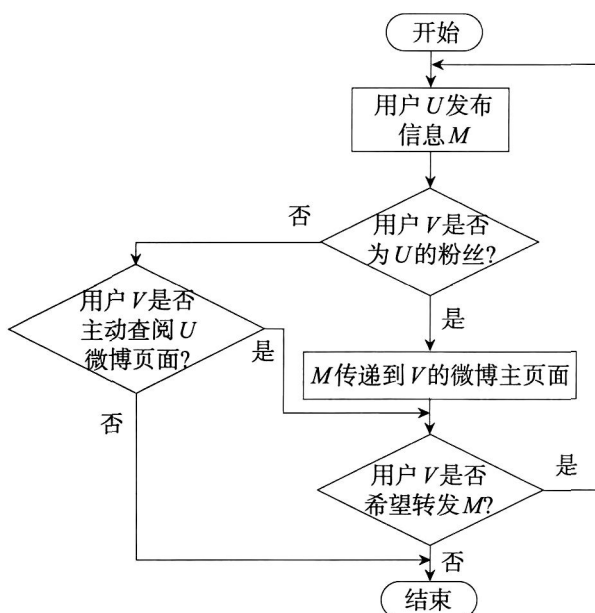 开始
用户U发布
信息M
否
用户V是否
为U的粉丝?
用户V是否
主动查阅U
微博页面?
是
是
M传递到V的微博主页面
否
用户V是否
希望转发M?
是
否
结束